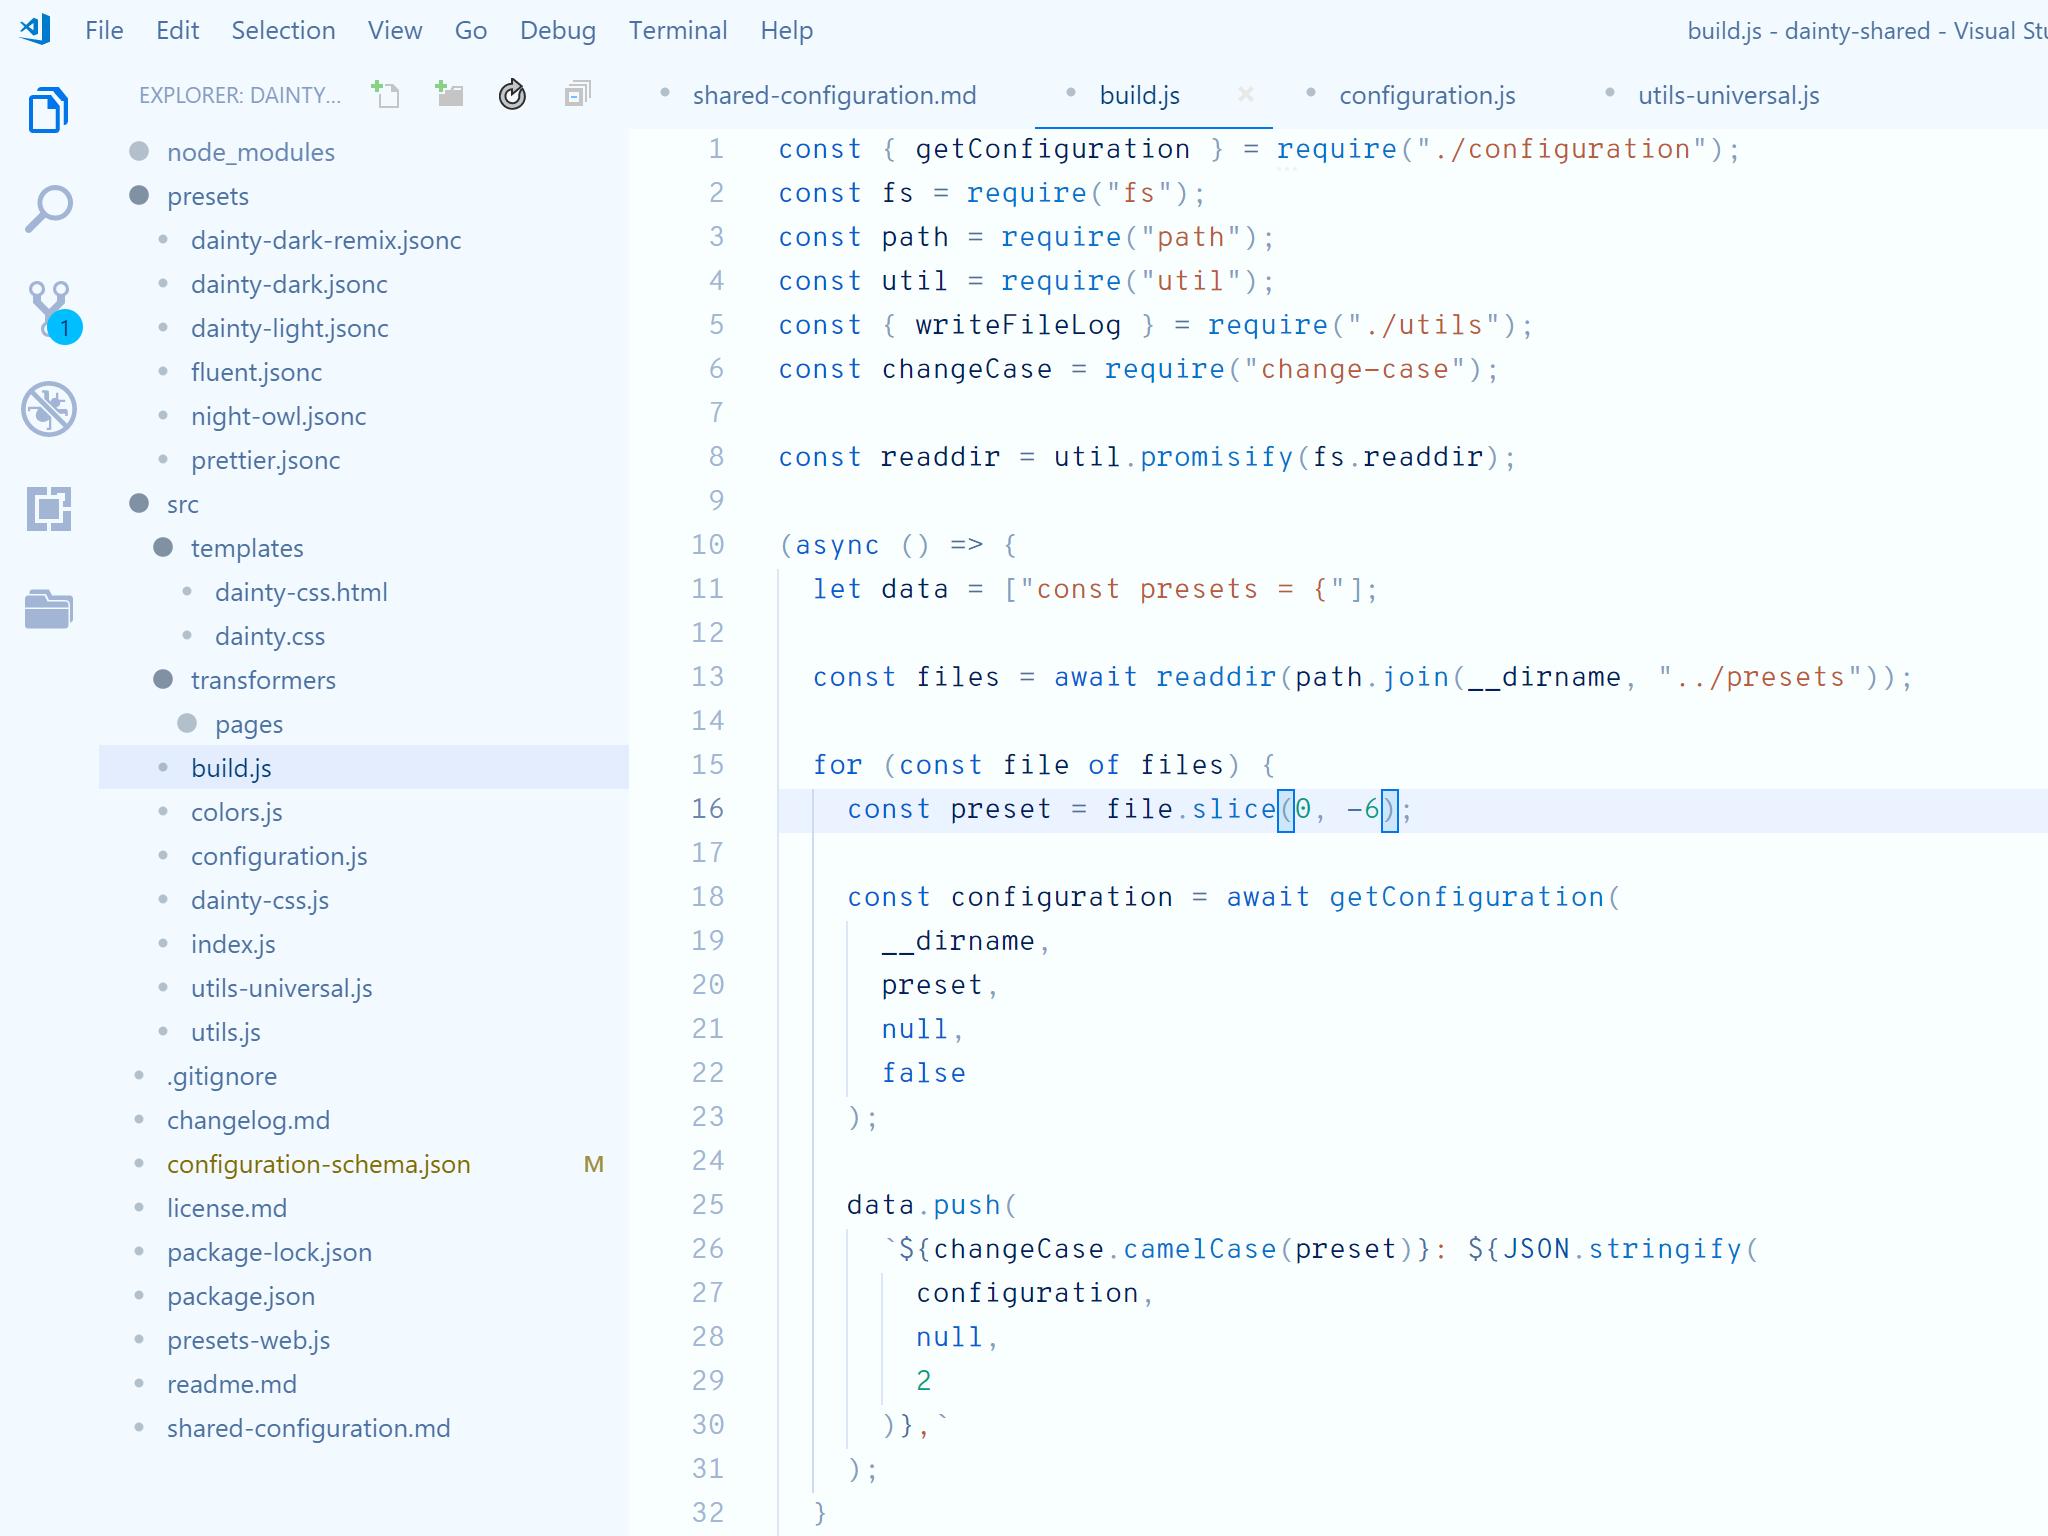 File Edit Selection View Go Debug Terminal Help
build.js - dainty-shared - Visual Stu
EXPLORER: DAINTY...
node_modules
presets
dainty-dark-remix.jsonc
dainty-dark.jsonc
dainty-light.jsonc
fluent.jsonc
night-owl.jsonc
prettier.jsonc
src
templates
dainty-css.html
dainty.css
transformers
pages
build.js
colors.js
configuration.js
dainty-css.js
index.js
utils-universal.js
utils.js
.gitignore
changelog.md
configuration-schema.json M
license.md
package-lock.json
package.json
presets-web.js
readme.md
shared-configuration.md
1
shared-configuration.md build.js configuration.js utils-universal.js
1 const { getConfiguration } = require("./configuration");
2 const fs = require("fs");
3 const path = require("path");
4 const util = require("util");
5 const { writeFileLog } = require("./utils");
6 const changeCase = require("change-case");
7
8 const readdir = util.promisify(fs.readdir);
9
10 (async () => {
11 let data = ["const presets = {"];
12
13 const files = await readdir(path.join(__dirname, "../presets"));
14
15 for (const file of files) {
16 const preset = file.slice(0, -6);
17
18 const configuration = await getConfiguration(
19 __dirname,
20 preset,
21 null,
22 false
23 );
24
25 data.push(
26 `${changeCase.camelCase(preset)}: ${JSON.stringify(
27 configuration,
28 null,
29 2
30 )},`
31 );
32 }